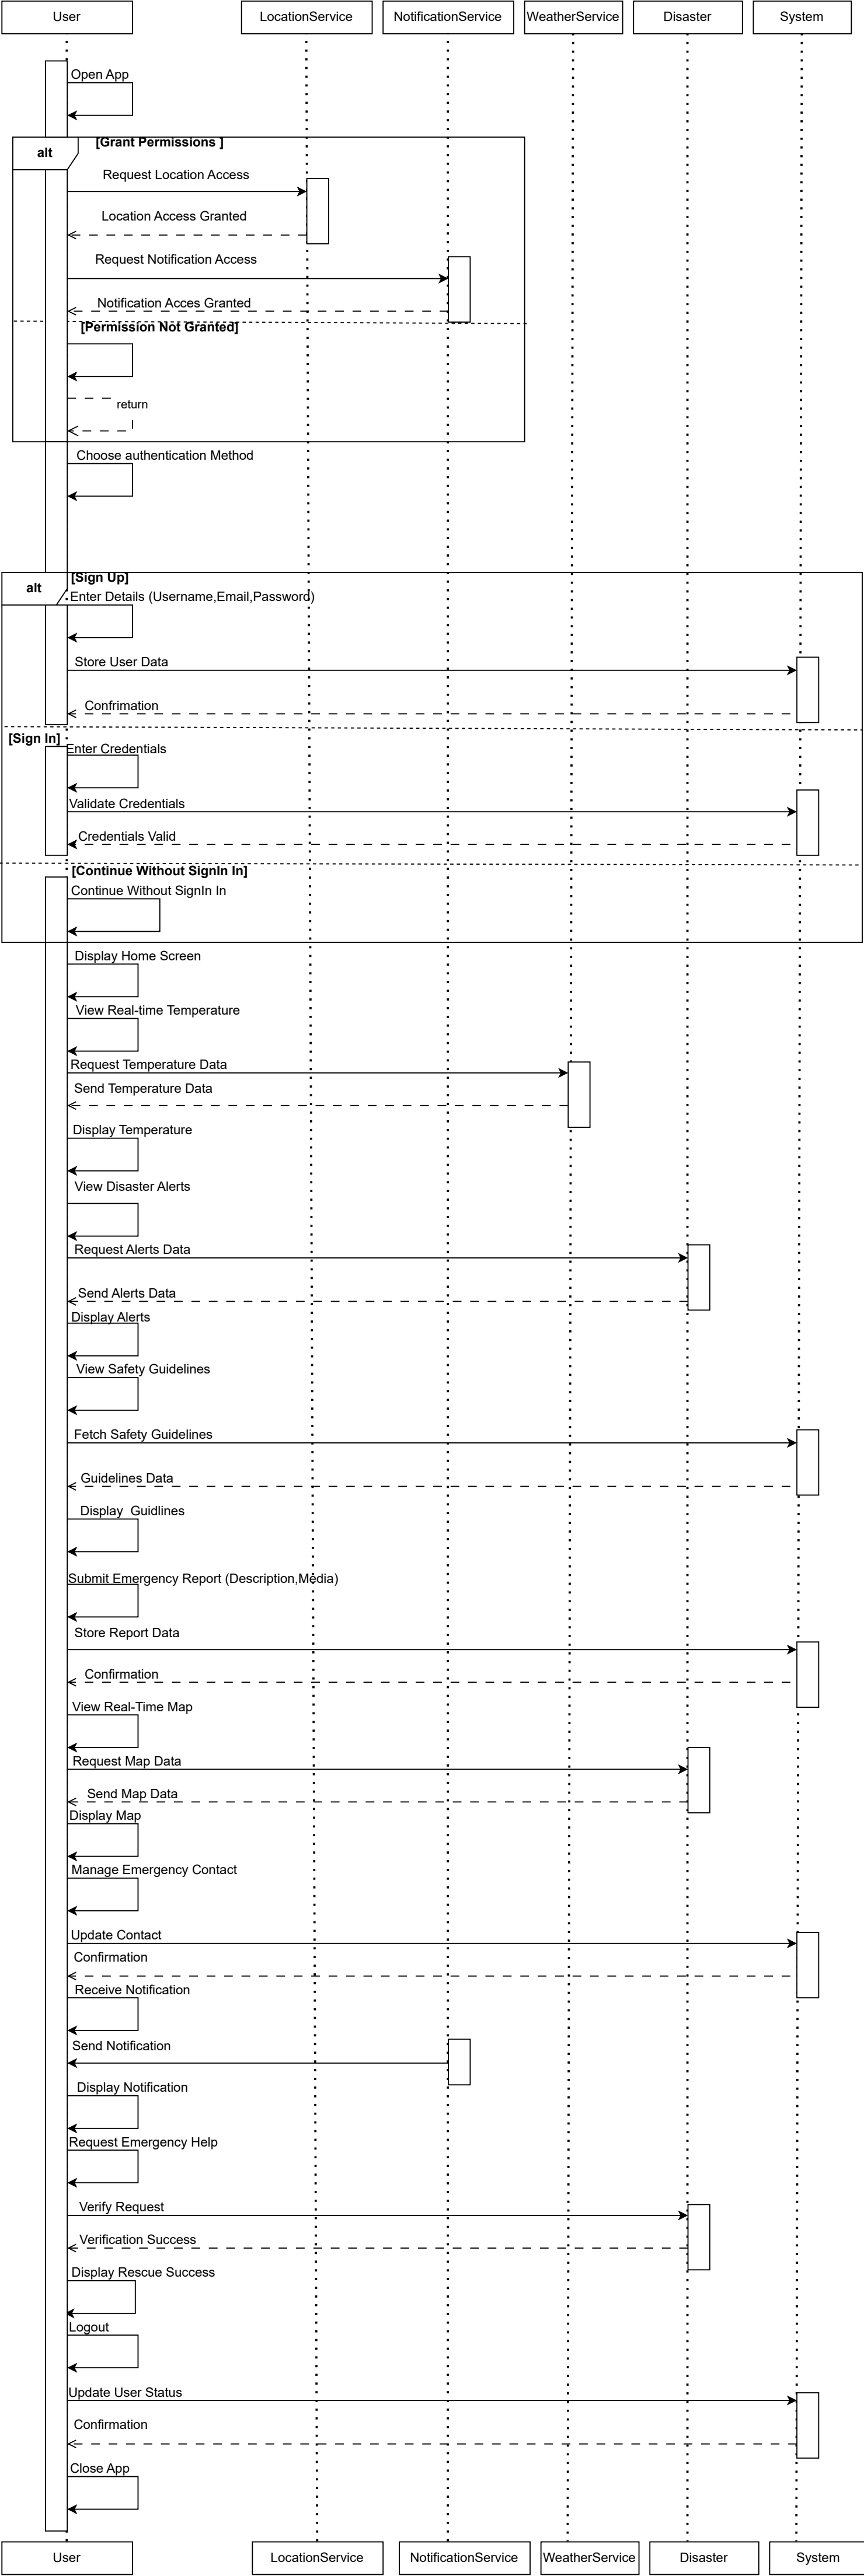 User
LocationService
NotificationService
WeatherService
Disaster
System
Open App
alt
[Grant Permissions ]
Request Location Access
Location Access Granted
Request Notification Access
Notification Acces Granted
[Permission Not Granted]
return
Choose authentication Method
alt
[Sign Up]
Enter Details (Username,Email,Password)
Store User Data
Confrimation
[Sign In]
Enter Credentials
Validate Credentials
Credentials Valid
[Continue Without SignIn In]
Continue Without SignIn In
Display Home Screen
View Real-time Temperature
Request Temperature Data
Send Temperature Data
Display Temperature
View Disaster Alerts
Request Alerts Data
Send Alerts Data
Display Alerts
View Safety Guidelines
Fetch Safety Guidelines
Guidelines Data
Display  Guidlines
Submit Emergency Report (Description,Media)
Store Report Data
Confirmation
View Real-Time Map
Request Map Data
Send Map Data
Display Map
Manage Emergency Contact
Update Contact
Confirmation
Receive Notification
Send Notification
Display Notification
Request Emergency Help
Verify Request
Verification Success
Display Rescue Success
Logout
Update User Status
Confirmation
Close App
User
LocationService
NotificationService
WeatherService
Disaster
System